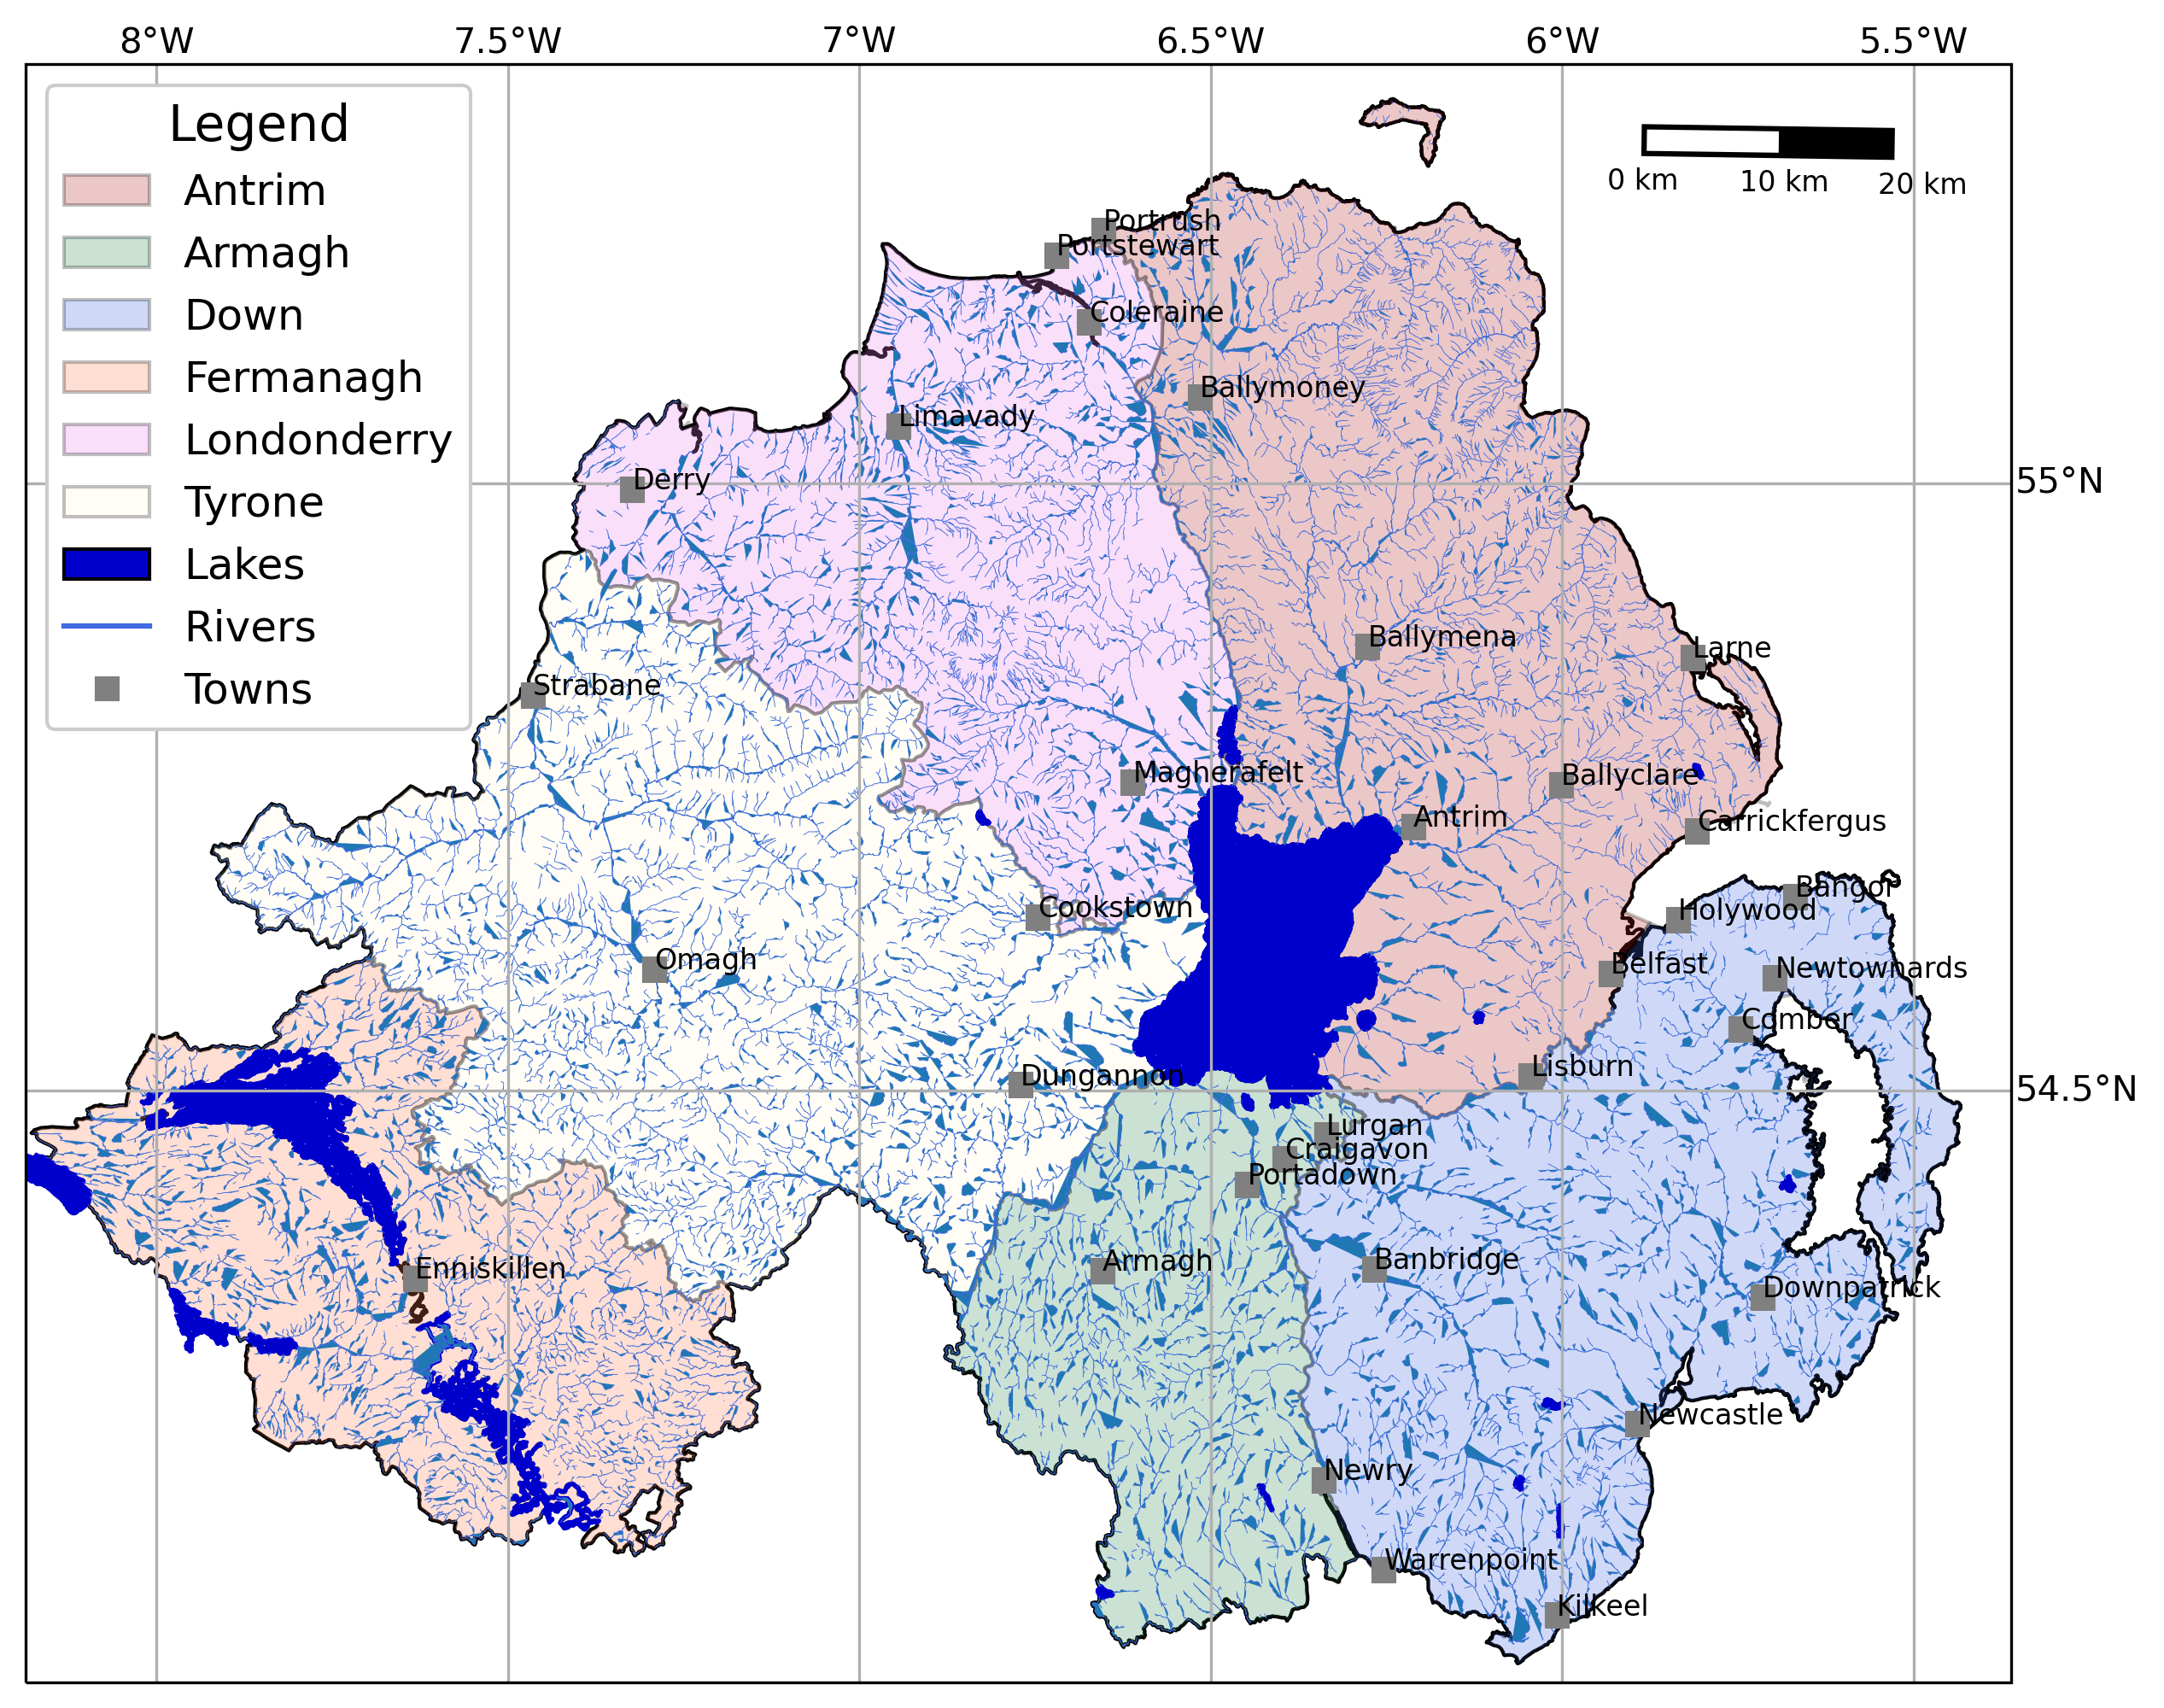 8°W 7.5°W 7°W 6.5°W 6°W 5.5°W
Legend
Antrim
Armagh
Down
Fermanagh
Londonderry
Tyrone
Lakes
Rivers
Towns
0 km 10 km 20 km
Portrush
Portstewart
Coleraine
Ballymoney
Limavady
Derry
55°N
Ballymena
Larne
Strabane
Magherafelt
Ballyclare
Antrim
Carrickfergus
Bangor
Cookstown
Holywood
Omagh
Belfast
Newtownards
Comber
Dungannon
Lisburn
54.5°N
Lurgan
Craigavon
Portadown
Armagh
Banbridge
Enniskillen
Downpatrick
Newcastle
Newry
Warrenpoint
Kilkeel